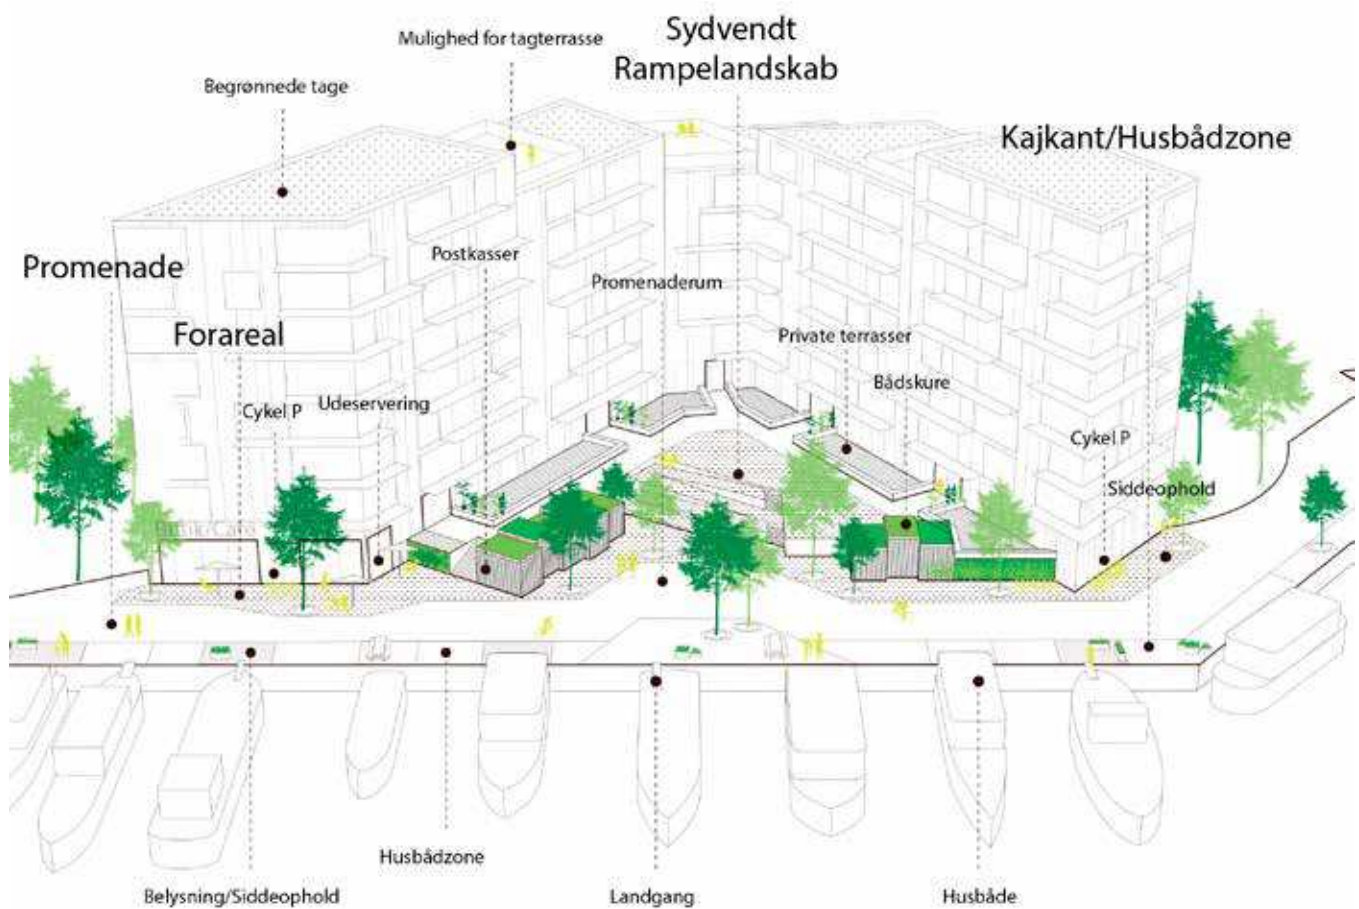 Sydvendt
Rampelandskab
Mulighed for tagterrasse
Begrønnede tage
Kajkant/Husbådzone
Promenade
Postkasser
Promenaderum
Forareal
Private terrasser
Bådskure
Cykel P
Udeservering
Cykel P
Siddeophold
Husbådzone
Belysning/Siddeophold
Landgang
Husbåde